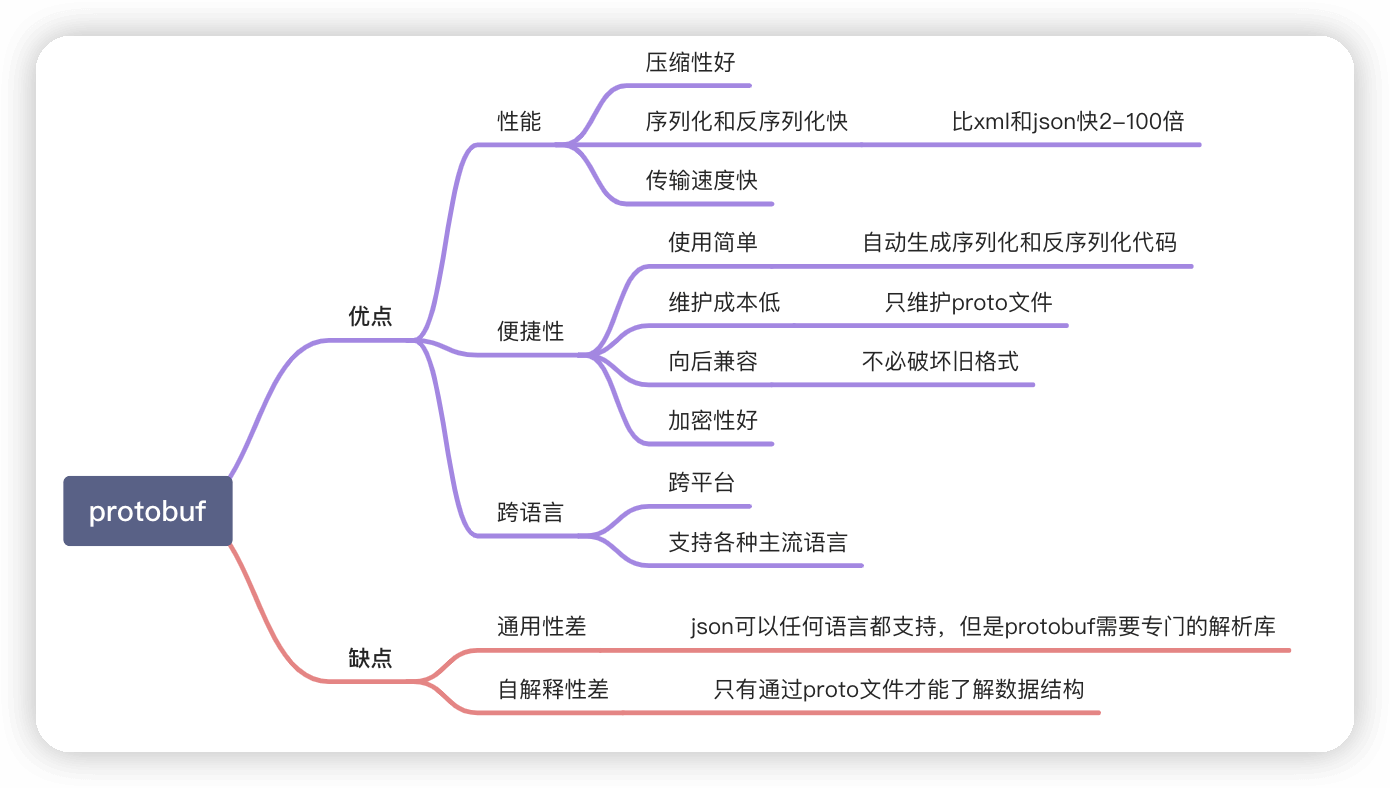 压缩性好
性能
序列化和反序列化快
比xml和json快2-100倍
传输速度快
使用简单
自动生成序列化和反序列化代码
优点
便捷性
维护成本低
只维护proto文件
向后兼容
不必破坏旧格式
加密性好
跨平台
跨语言
支持各种主流语言
protobuf
通用性差
json可以任何语言都支持，但是protobuf需要专门的解析库
缺点
自解释性差
只有通过proto文件才能了解数据结构